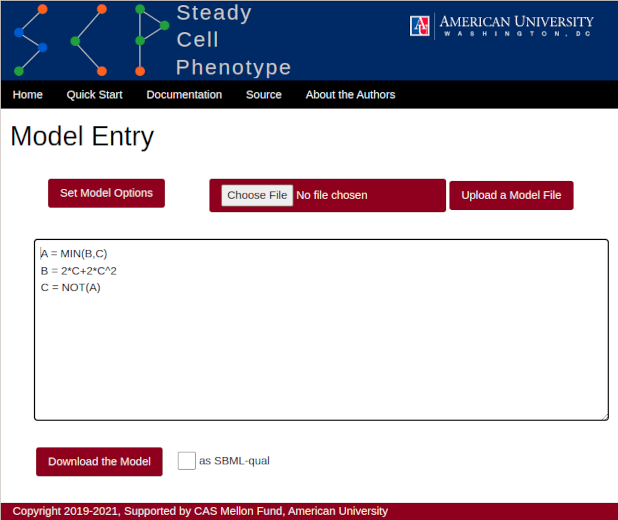 Steady
Cell
Phenotype
AMERICAN UNIVERSITY
WASHINGTON, DC
Home Quick Start Documentation Source About the Authors
Model Entry
Set Model Options Choose File No file chosen Upload a Model File
A = MIN(B,C)
B = 2*C+2*C^2
C = NOT(A)
Download the Model as SBML-qual
Copyright 2019-2021, Supported by CAS Mellon Fund, American University